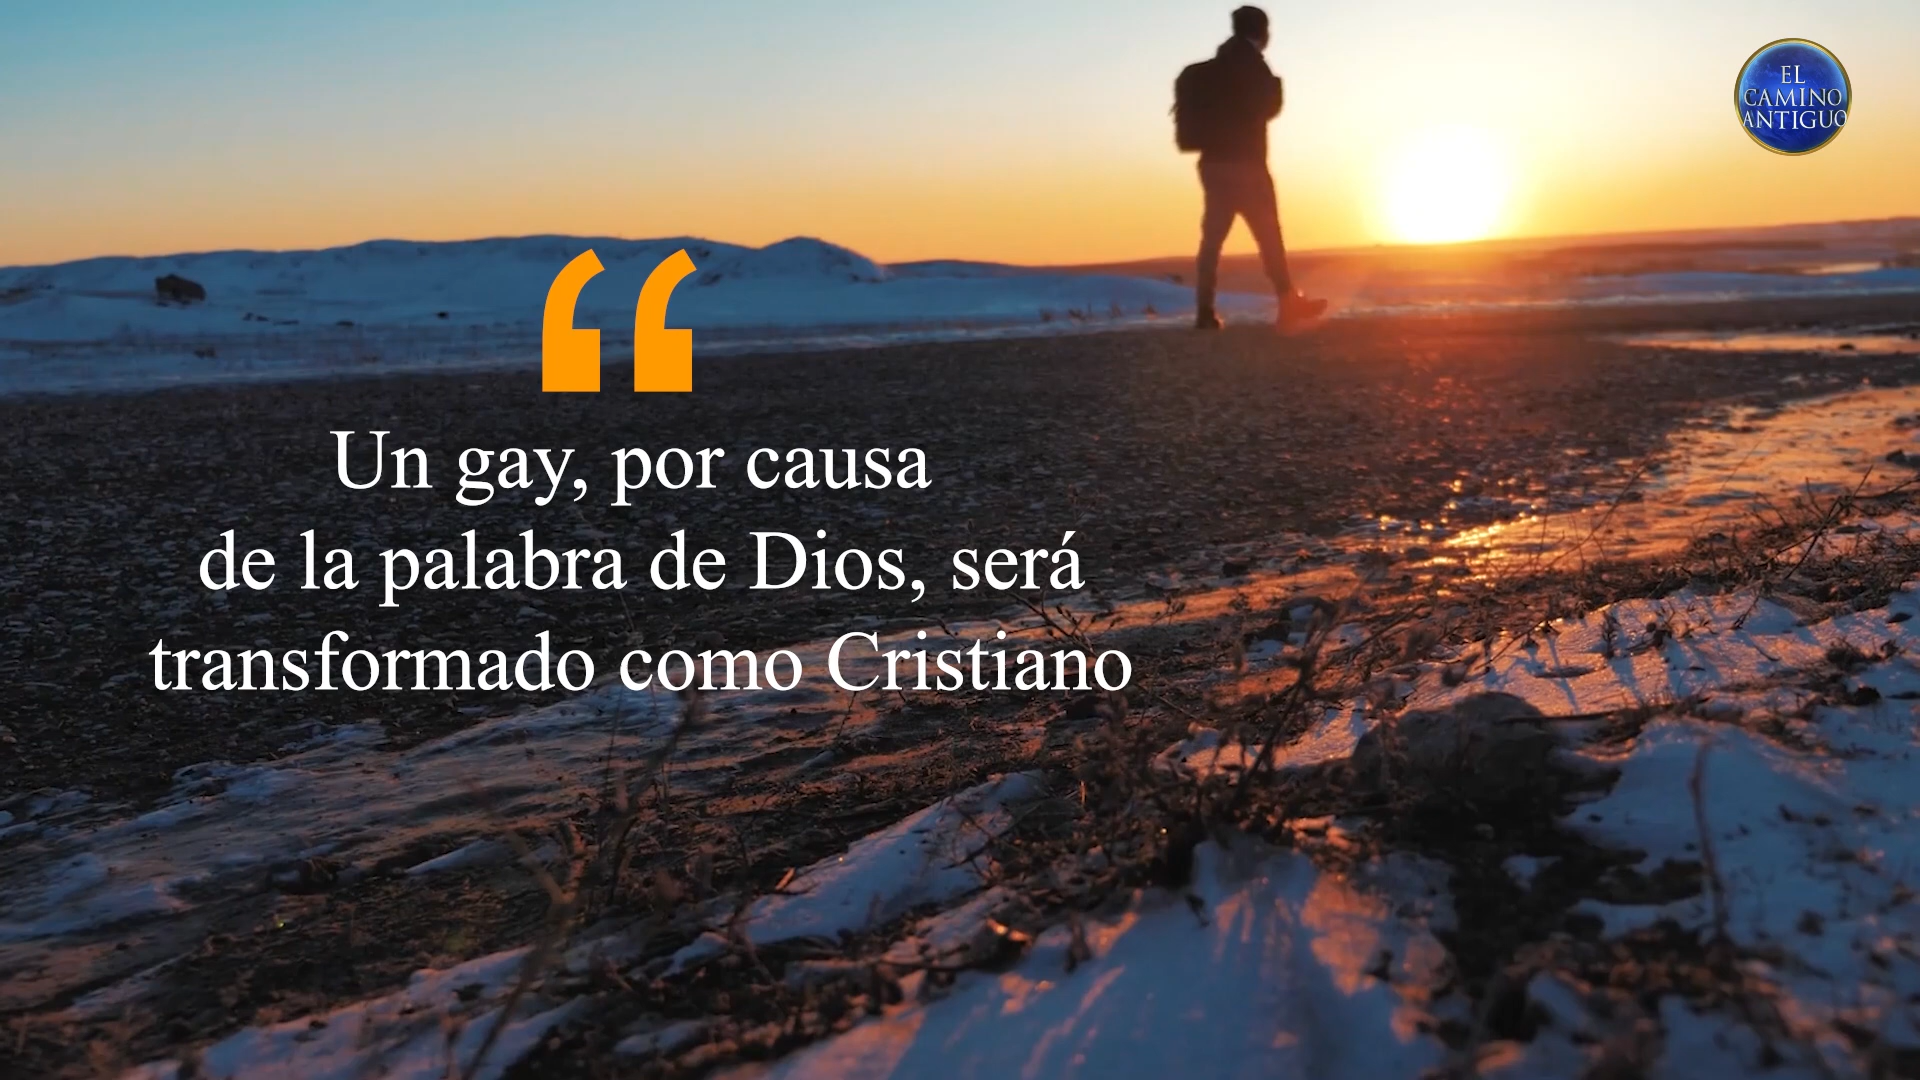 EL
CAMINO
ANTIGUO
“
Un gay, por causa
de la palabra de Dios, será
transformado como Cristiano